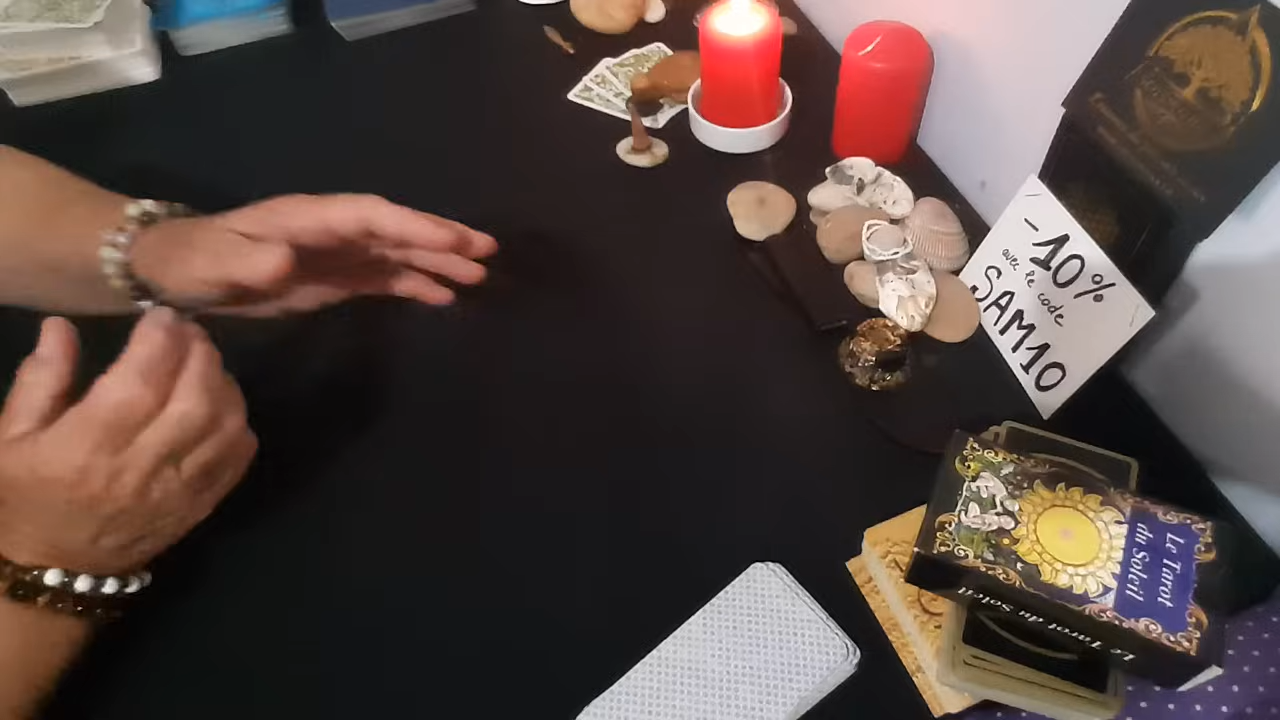 -10%
avec le code
SAM10
Le Tarot
du Soleil
Le Tarot du Soleil